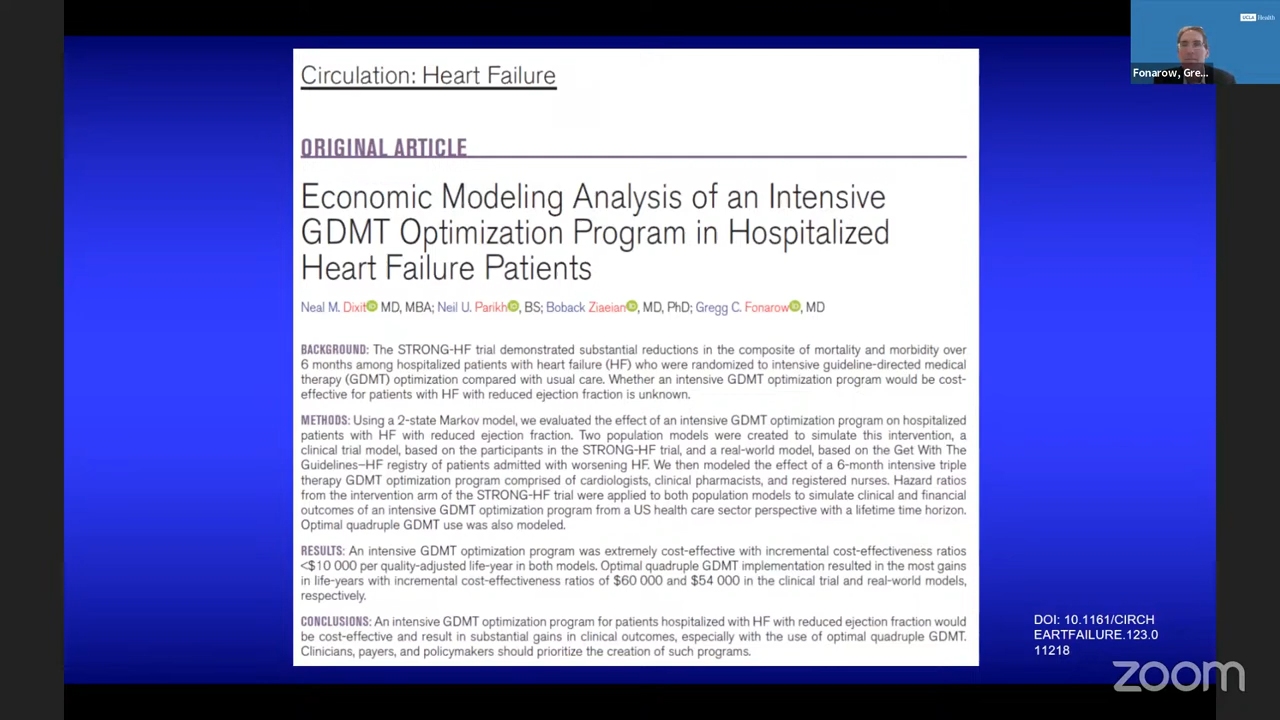 UCLA Health
Fonarow, Gre...
Circulation: Heart Failure
ORIGINAL ARTICLE
Economic Modeling Analysis of an Intensive
GDMT Optimization Program in Hospitalized
Heart Failure Patients
Neal M. Dixit, MD, MBA; Neil U. Parikh, BS; Boback Ziaeian, MD, PhD; Gregg C. Fonarow, MD
BACKGROUND: The STRONG-HF trial demonstrated substantial reductions in the composite of mortality and morbidity over
6 months among hospitalized patients with heart failure (HF) who were randomized to intensive guideline-directed medical
therapy (GDMT) optimization compared with usual care. Whether an intensive GDMT optimization program would be cost-
effective for patients with HF with reduced ejection fraction is unknown.
METHODS: Using a 2-state Markov model, we evaluated the effect of an intensive GDMT optimization program on hospitalized
patients with HF with reduced ejection fraction. Two population models were created to simulate this intervention, a
clinical trial model, based on the participants in the STRONG-HF trial, and a real-world model, based on the Get With The
Guidelines–HF registry of patients admitted with worsening HF. We then modeled the effect of a 6-month intensive triple
therapy GDMT optimization program comprised of cardiologists, clinical pharmacists, and registered nurses. Hazard ratios
from the intervention arm of the STRONG-HF trial were applied to both population models to simulate clinical and financial
outcomes of an intensive GDMT optimization program from a US health care sector perspective with a lifetime time horizon.
Optimal quadruple GDMT use was also modeled.
RESULTS: An intensive GDMT optimization program was extremely cost-effective with incremental cost-effectiveness ratios
<$10 000 per quality-adjusted life-year in both models. Optimal quadruple GDMT implementation resulted in the most gains
in life-years with incremental cost-effectiveness ratios of $60 000 and $54 000 in the clinical trial and real-world models,
respectively.
CONCLUSIONS: An intensive GDMT optimization program for patients hospitalized with HF with reduced ejection fraction would
be cost-effective and result in substantial gains in clinical outcomes, especially with the use of optimal quadruple GDMT.
Clinicians, payers, and policymakers should prioritize the creation of such programs.
DOI: 10.1161/CIRCH
EARTFAILURE.123.0
11218
zoom